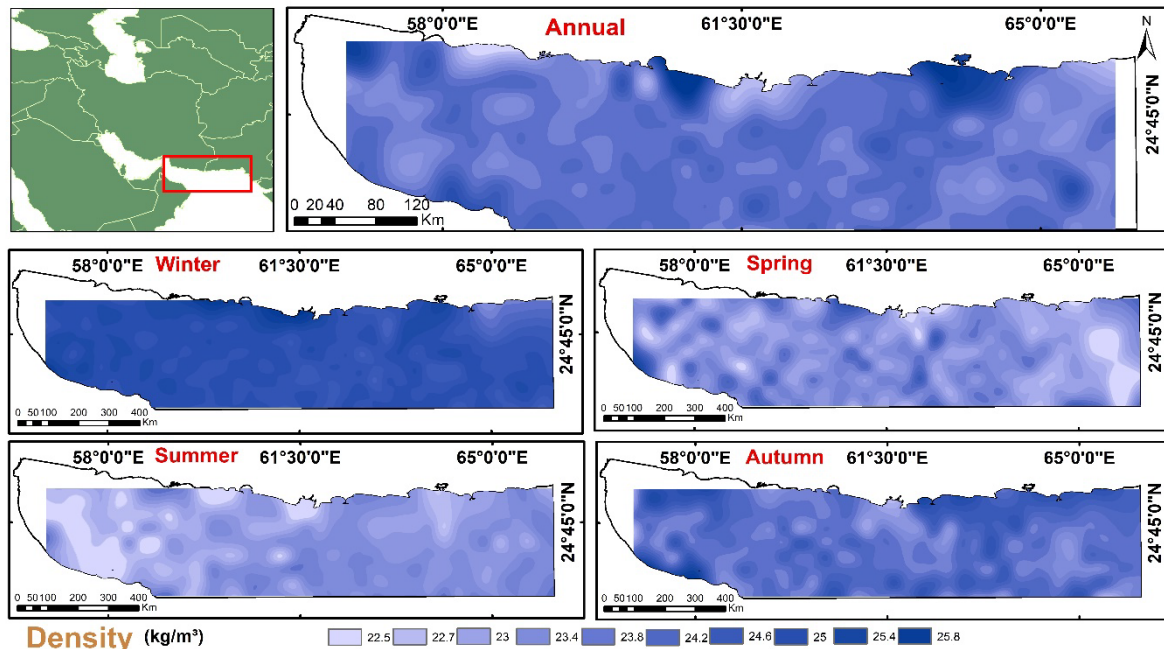 Annual
58°0'0"E 61°30'0"E 65°0'0"E
N
24°45'0"N
0 20 40 80 120
Km
Winter
58°0'0"E 61°30'0"E 65°0'0"E
24°45'0"N
0 50 100 200 300 400
Km
Spring
58°0'0"E 61°30'0"E 65°0'0"E
24°45'0"N
0 50 100 200 300 400
Km
Summer
58°0'0"E 61°30'0"E 65°0'0"E
24°45'0"N
0 50 100 200 300 400
Km
Autumn
58°0'0"E 61°30'0"E 65°0'0"E
24°45'0"N
0 50 100 200 300 400
Km
Density (kg/m³) 22.5 22.7 23 23.4 23.8 24.2 24.6 25 25.4 25.8